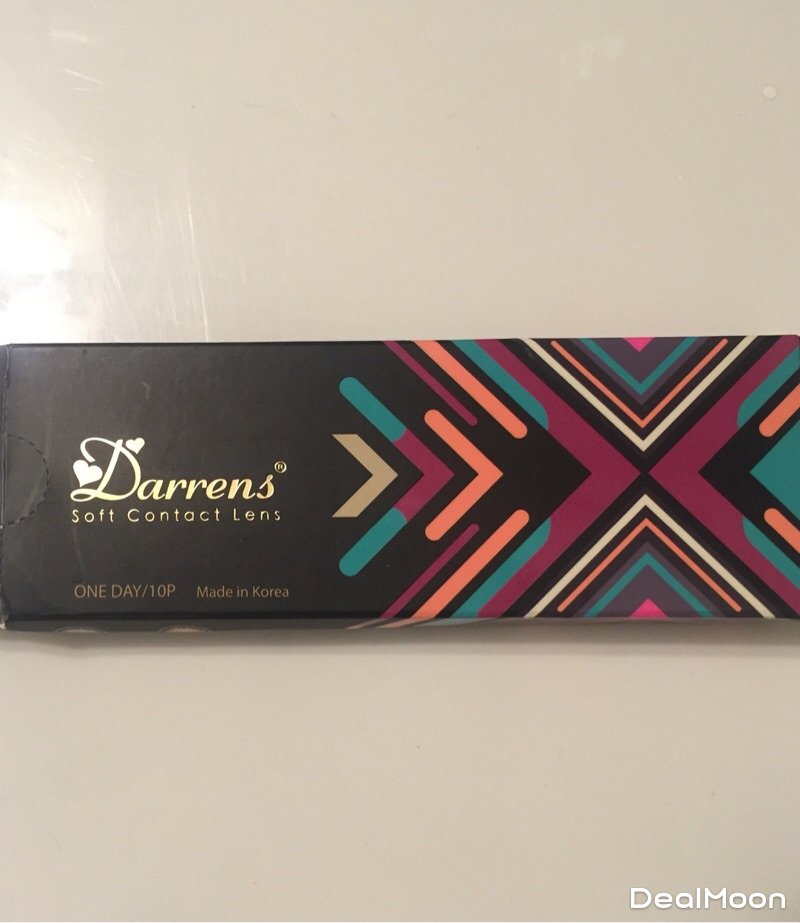 Darrens®
Soft Contact Lens
ONE DAY/10P Made in Korea
DealMoon